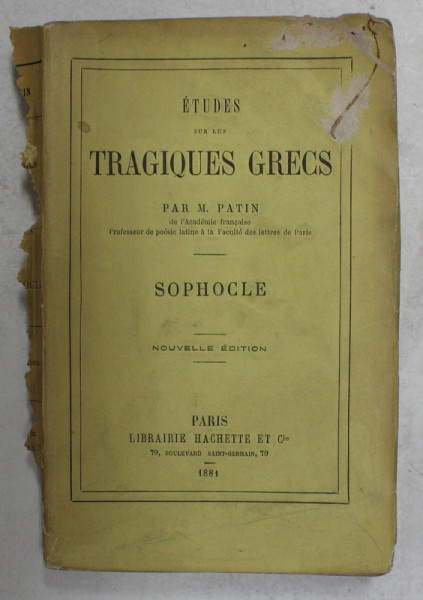 ÉTUDES
SUR LES
TRAGIQUES GRECS
PAR M. PATIN
de l'Académie française
Professeur de poésie latine à la Faculté des lettres de Paris
SOPHOCLE
NOUVELLE ÉDITION
PARIS
LIBRAIRIE HACHETTE ET Cie
79, BOULEVARD SAINT-GERMAIN, 79
1881